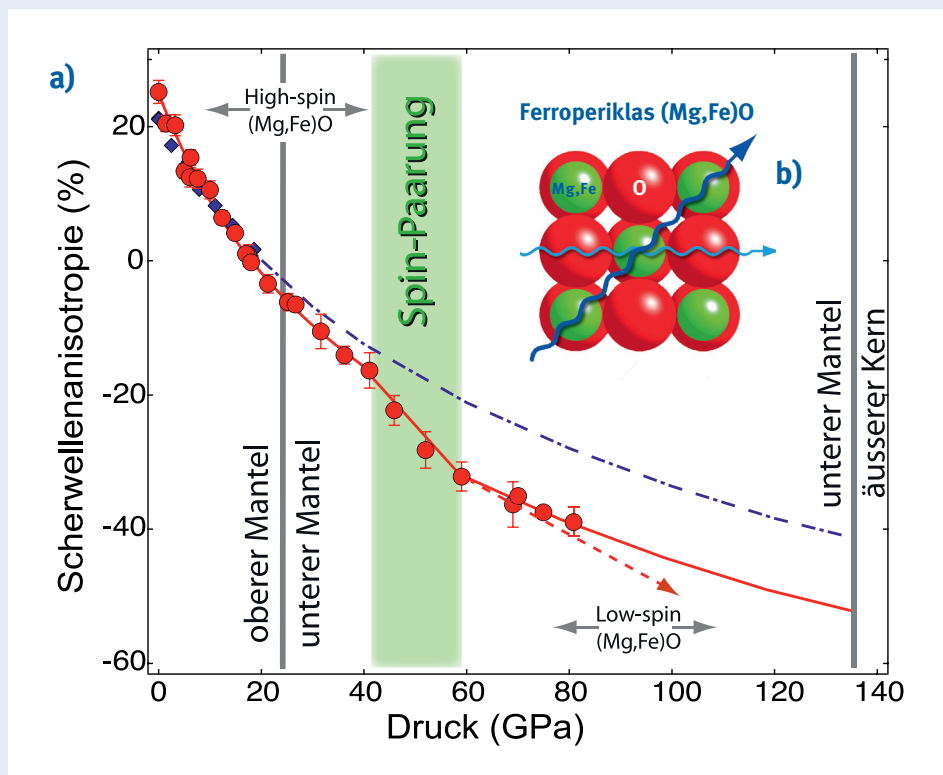 a)
High-spin
(Mg,Fe)O
Spin-Paarung
Ferroperiklas (Mg,Fe)O
b)
Mg,Fe
O
Scherwellenanisotropie (%)
20
0
-20
-40
-60
oberer Mantel
unterer Mantel
unterer Mantel
äusserer Kern
Low-spin
(Mg,Fe)O
0 20 40 60 80 100 120 140
Druck (GPa)